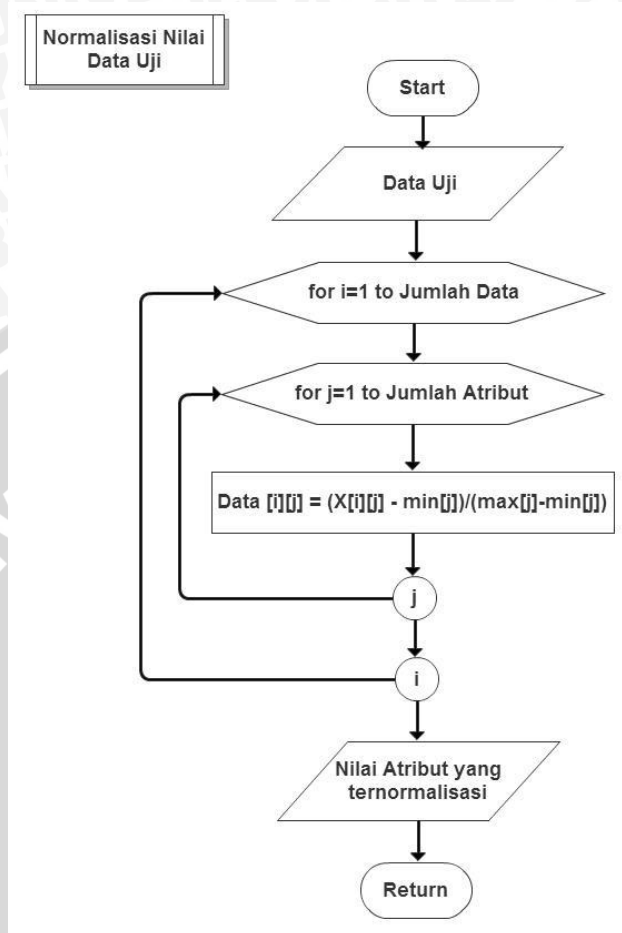 Normalisasi Nilai
Data Uji
Start
Data Uji
for i=1 to Jumlah Data
for j=1 to Jumlah Atribut
Data [i][j] = (X[i][j] - min[j])/(max[j]-min[j])
j
i
Nilai Atribut yang
ternormalisasi
Return